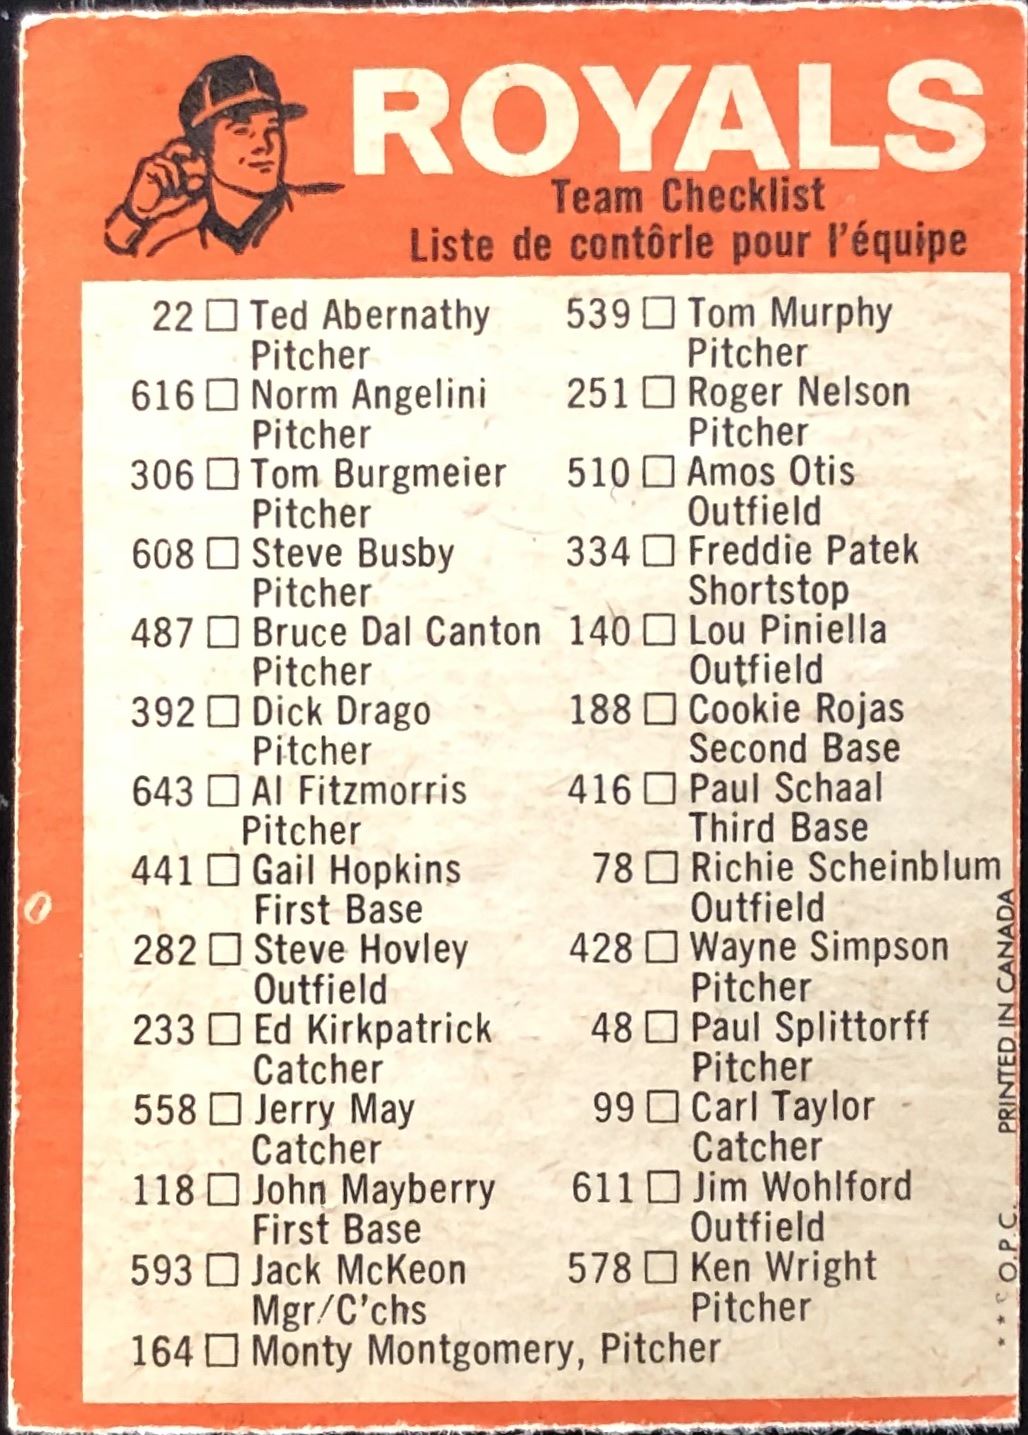 ROYALS
Team Checklist
Liste de contôrle pour l'équipe
22 □ Ted Abernathy
Pitcher
616 □ Norm Angelini
Pitcher
306 □ Tom Burgmeier
Pitcher
608 □ Steve Busby
Pitcher
487 □ Bruce Dal Canton
Pitcher
392 □ Dick Drago
Pitcher
643 □ Al Fitzmorris
Pitcher
441 □ Gail Hopkins
First Base
282 □ Steve Hovley
Outfield
233 □ Ed Kirkpatrick
Catcher
558 □ Jerry May
Catcher
118 □ John Mayberry
First Base
593 □ Jack McKeon
Mgr/C'chs
164 □ Monty Montgomery, Pitcher
539 □ Tom Murphy
Pitcher
251 □ Roger Nelson
Pitcher
510 □ Amos Otis
Outfield
334 □ Freddie Patek
Shortstop
140 □ Lou Piniella
Outfield
188 □ Cookie Rojas
Second Base
416 □ Paul Schaal
Third Base
78 □ Richie Scheinblum
Outfield
428 □ Wayne Simpson
Pitcher
48 □ Paul Splittorff
Pitcher
99 □ Carl Taylor
Catcher
611 □ Jim Wohlford
Outfield
578 □ Ken Wright
Pitcher
* * © O.P.C. PRINTED IN CANADA